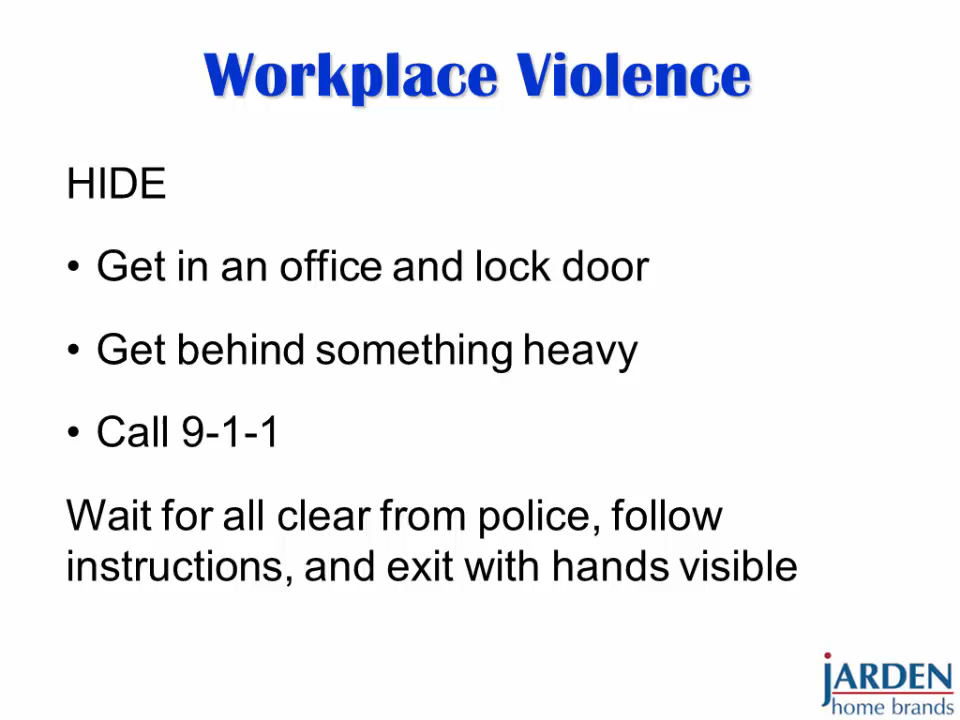 Workplace Violence
HIDE
• Get in an office and lock door
• Get behind something heavy
• Call 9-1-1
Wait for all clear from police, follow
instructions, and exit with hands visible
jARDEN
home brands